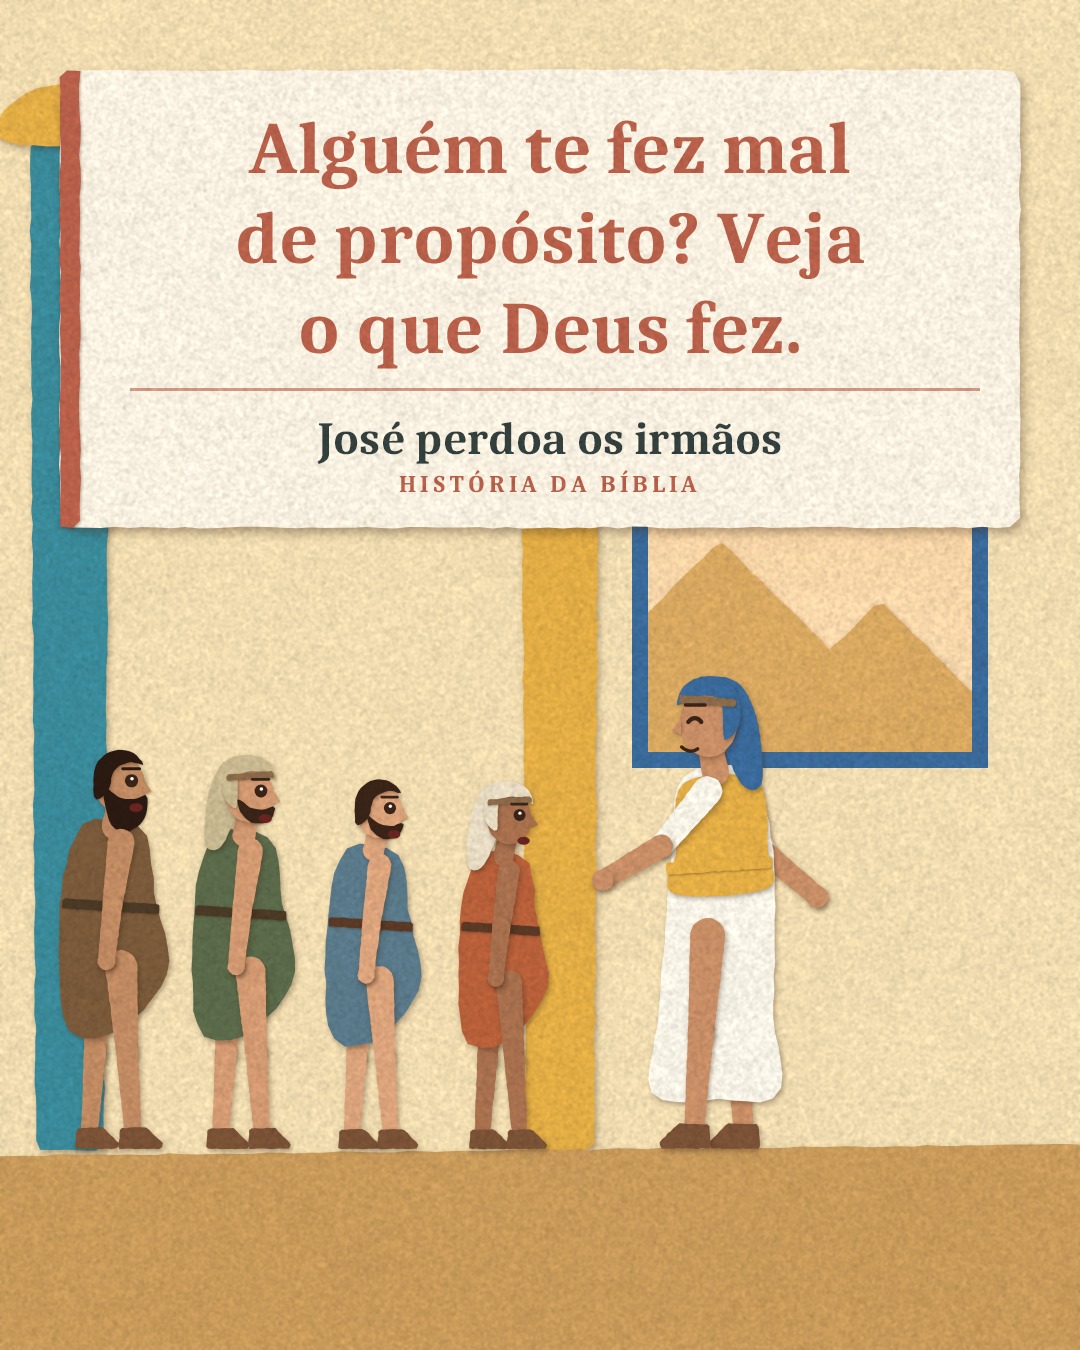 Alguém te fez mal
de propósito? Veja
o que Deus fez.
José perdoa os irmãos
HISTÓRIA DA BÍBLIA